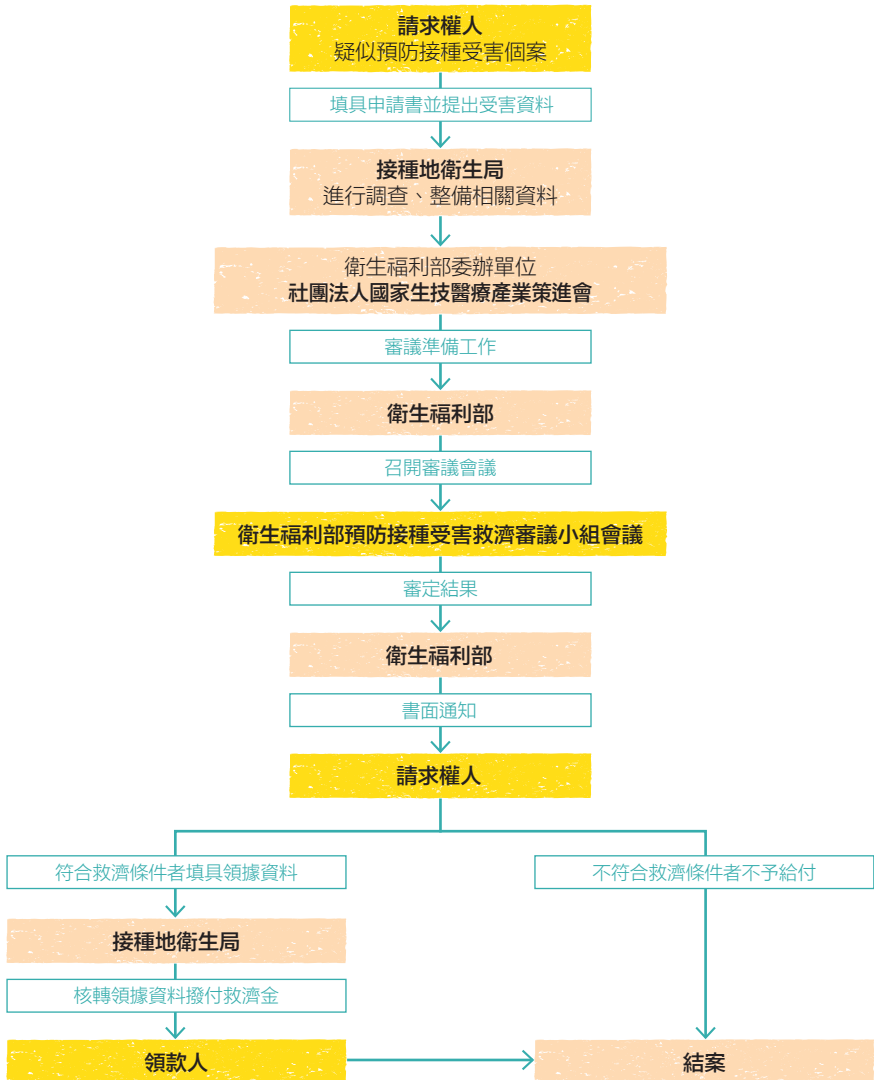 請求權人
疑似預防接種受害個案
填具申請書並提出受害資料
接種地衛生局
進行調查、整備相關資料
衛生福利部委辦單位
社團法人國家生技醫療產業策進會
審議準備工作
衛生福利部
召開審議會議
衛生福利部預防接種受害救濟審議小組會議
審定結果
衛生福利部
書面通知
請求權人
符合救濟條件者填具領據資料
不符合救濟條件者不予給付
接種地衛生局
核轉領據資料撥付救濟金
領款人
結案